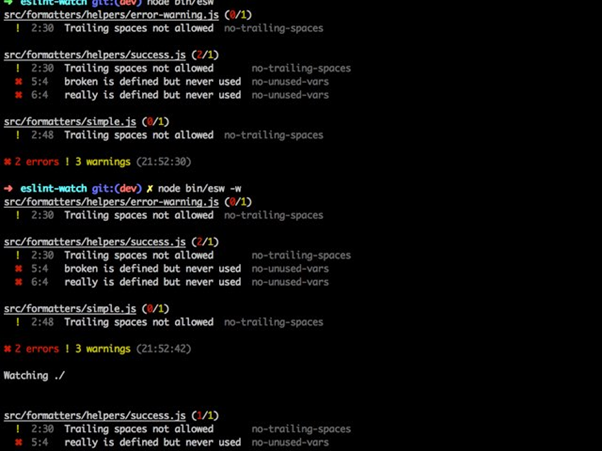 ➜ eslint-watch git:(dev) node bin/esw
src/formatters/helpers/error-warning.js (0/1)
! 2:30 Trailing spaces not allowed no-trailing-spaces
src/formatters/helpers/success.js (2/1)
! 2:30 Trailing spaces not allowed no-trailing-spaces
✖ 5:4 broken is defined but never used no-unused-vars
✖ 6:4 really is defined but never used no-unused-vars
src/formatters/simple.js (0/1)
! 2:48 Trailing spaces not allowed no-trailing-spaces
✖ 2 errors ! 3 warnings (21:52:30)
➜ eslint-watch git:(dev) ✗ node bin/esw -w
src/formatters/helpers/error-warning.js (0/1)
! 2:30 Trailing spaces not allowed no-trailing-spaces
src/formatters/helpers/success.js (2/1)
! 2:30 Trailing spaces not allowed no-trailing-spaces
✖ 5:4 broken is defined but never used no-unused-vars
✖ 6:4 really is defined but never used no-unused-vars
src/formatters/simple.js (0/1)
! 2:48 Trailing spaces not allowed no-trailing-spaces
✖ 2 errors ! 3 warnings (21:52:42)
Watching ./
src/formatters/helpers/success.js (1/1)
! 2:30 Trailing spaces not allowed no-trailing-spaces
✖ 5:4 really is defined but never used no-unused-vars